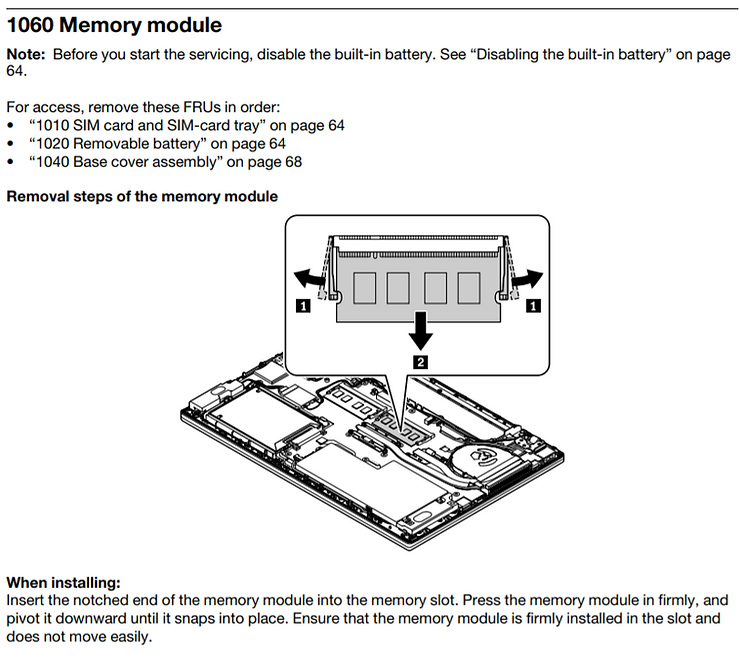 1060 Memory module
Note: Before you start the servicing, disable the built-in battery. See “Disabling the built-in battery” on page
64.
For access, remove these FRUs in order:
• “1010 SIM card and SIM-card tray” on page 64
• “1020 Removable battery” on page 64
• “1040 Base cover assembly” on page 68
Removal steps of the memory module
1
1
2
When installing:
Insert the notched end of the memory module into the memory slot. Press the memory module in firmly, and
pivot it downward until it snaps into place. Ensure that the memory module is firmly installed in the slot and
does not move easily.